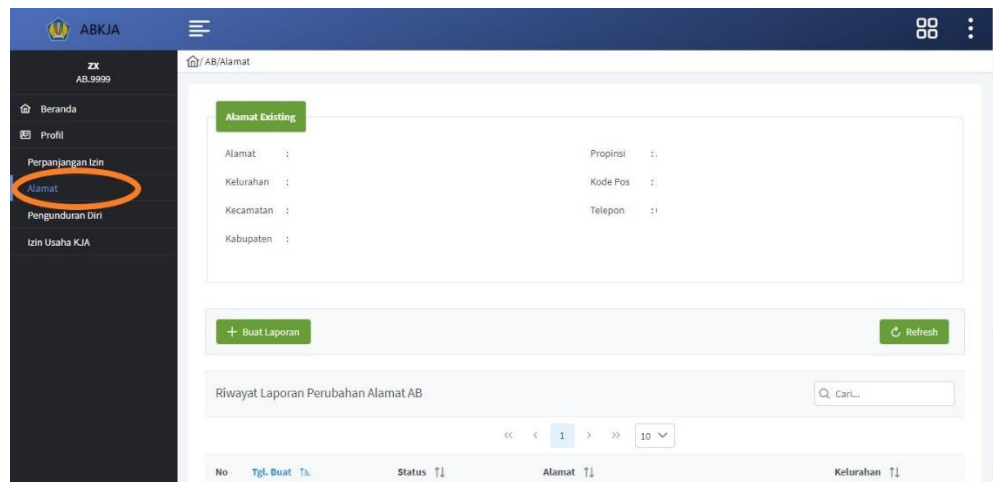 ABKJA
zx
AB.9999
Beranda
Profil
Perpanjangan Izin
Alamat
Pengunduran Diri
Izin Usaha KJA
/ AB/Alamat
Alamat Existing
Alamat :
Kelurahan :
Kecamatan :
Kabupaten :
Propinsi :
Kode Pos :
Telepon :
+ Buat Laporan
Refresh
Riwayat Laporan Perubahan Alamat AB
Cari...
<< < 1 > >> 10
No Tgl. Buat Status Alamat Kelurahan